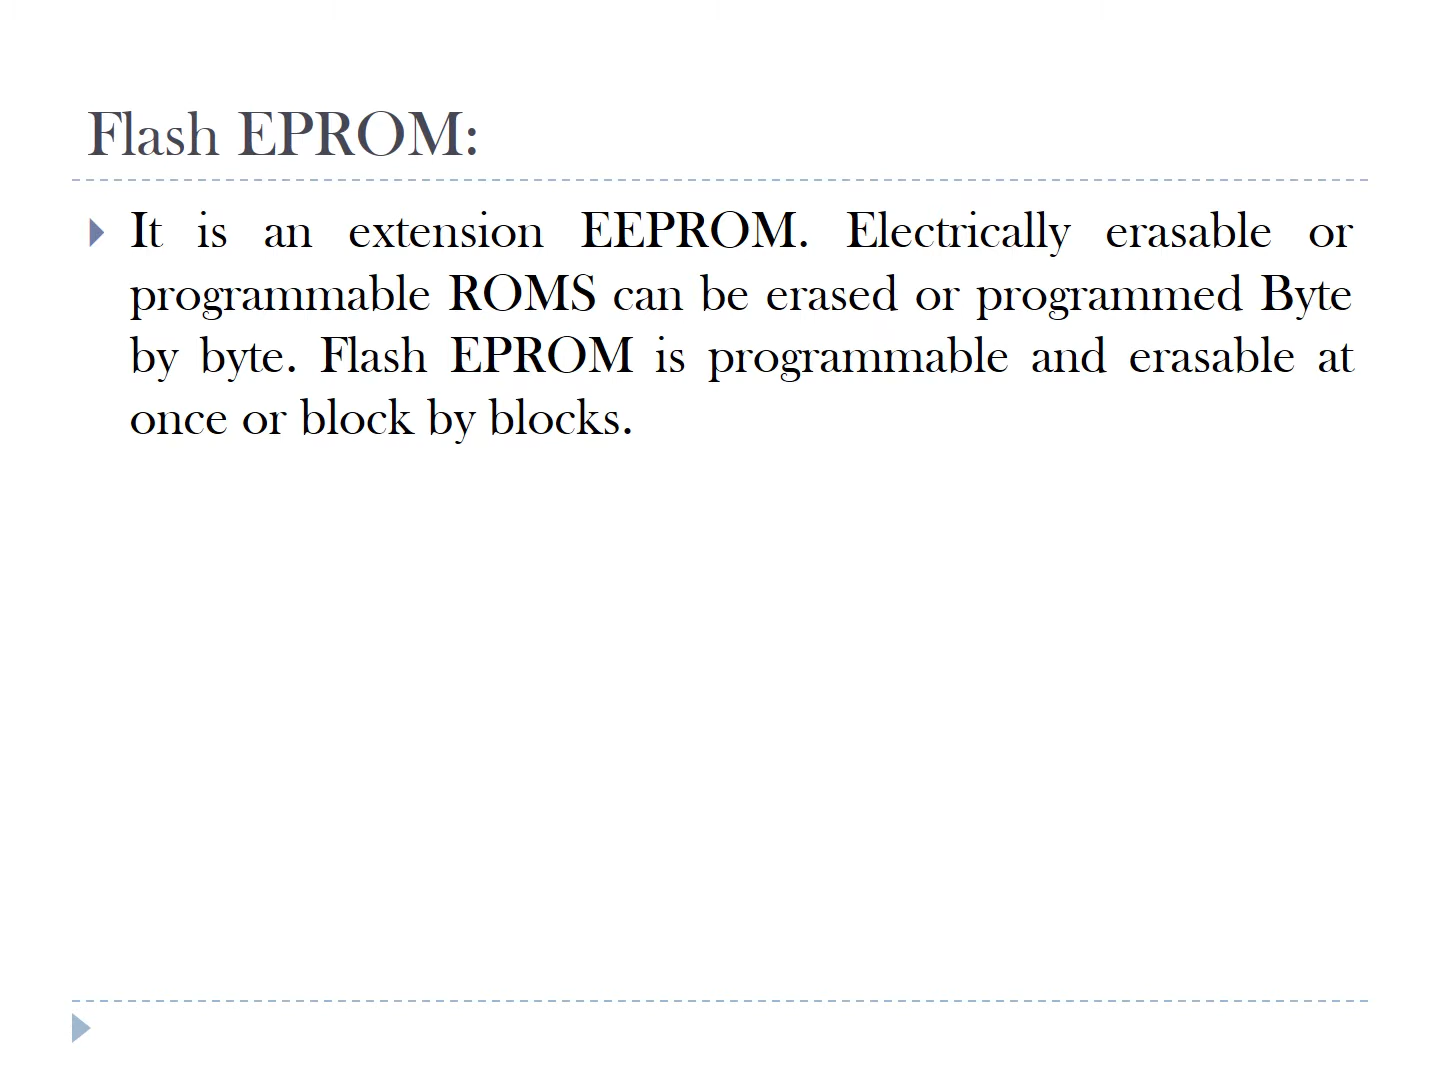 Flash EPROM:
It is an extension EEPROM. Electrically erasable or
programmable ROMS can be erased or programmed Byte
by byte. Flash EPROM is programmable and erasable at
once or block by blocks.